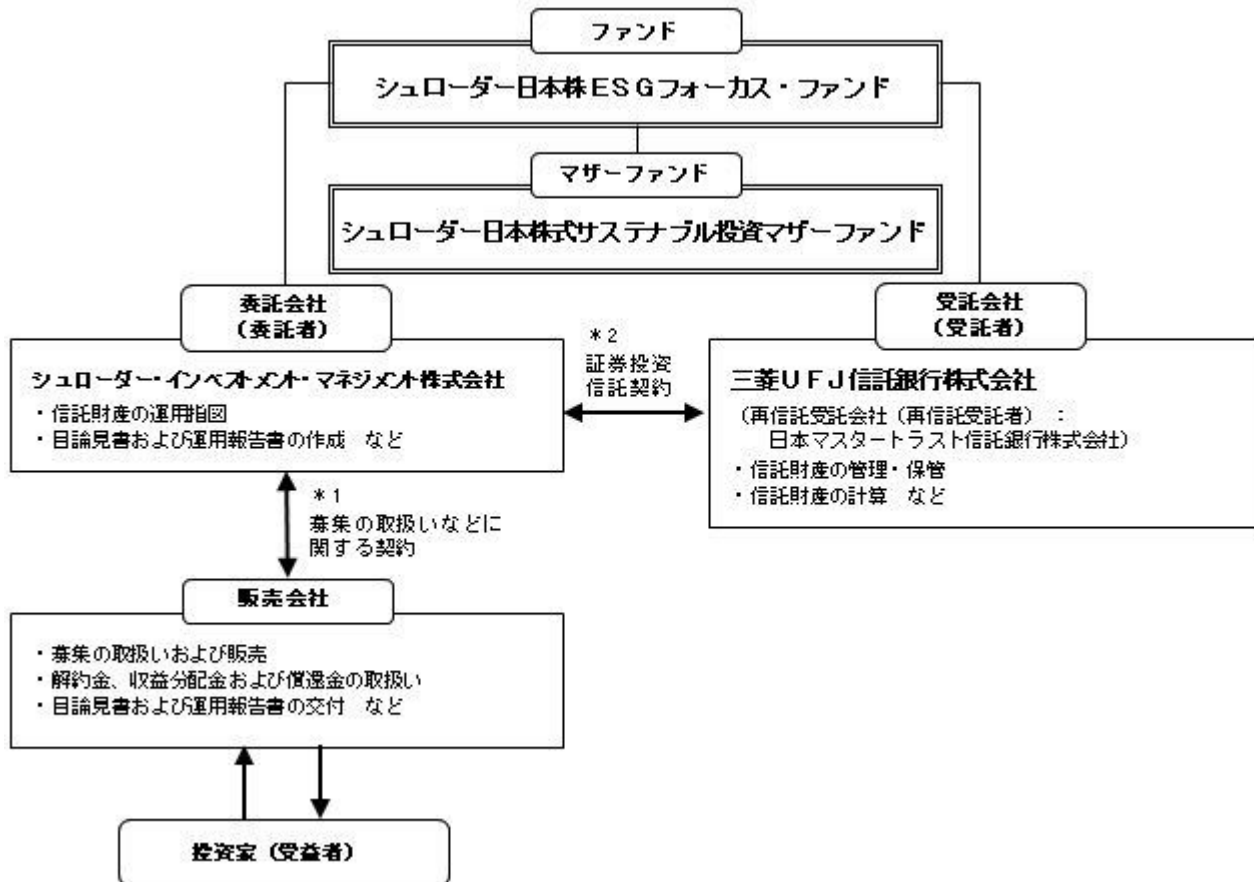 ファンド
シュローダー日本株ESGフォーカス・ファンド
マザーファンド
シュローダー日本株式サステナブル投資マザーファンド
委託会社
(委託者)
シュローダー・インベストメント・マネジメント株式会社
・信託財産の運用指図
・目論見書および運用報告書の作成 など
*2
証券投資
信託契約
受託会社
(受託者)
三菱UFJ信託銀行株式会社
(再信託受託会社(再信託受託者) :
日本マスタートラスト信託銀行株式会社)
・信託財産の管理・保管
・信託財産の計算 など
*1
募集の取扱いなどに
関する契約
販売会社
・募集の取扱いおよび販売
・解約金、収益分配金および償還金の取扱い
・目論見書および運用報告書の交付 など
投資家(受益者)